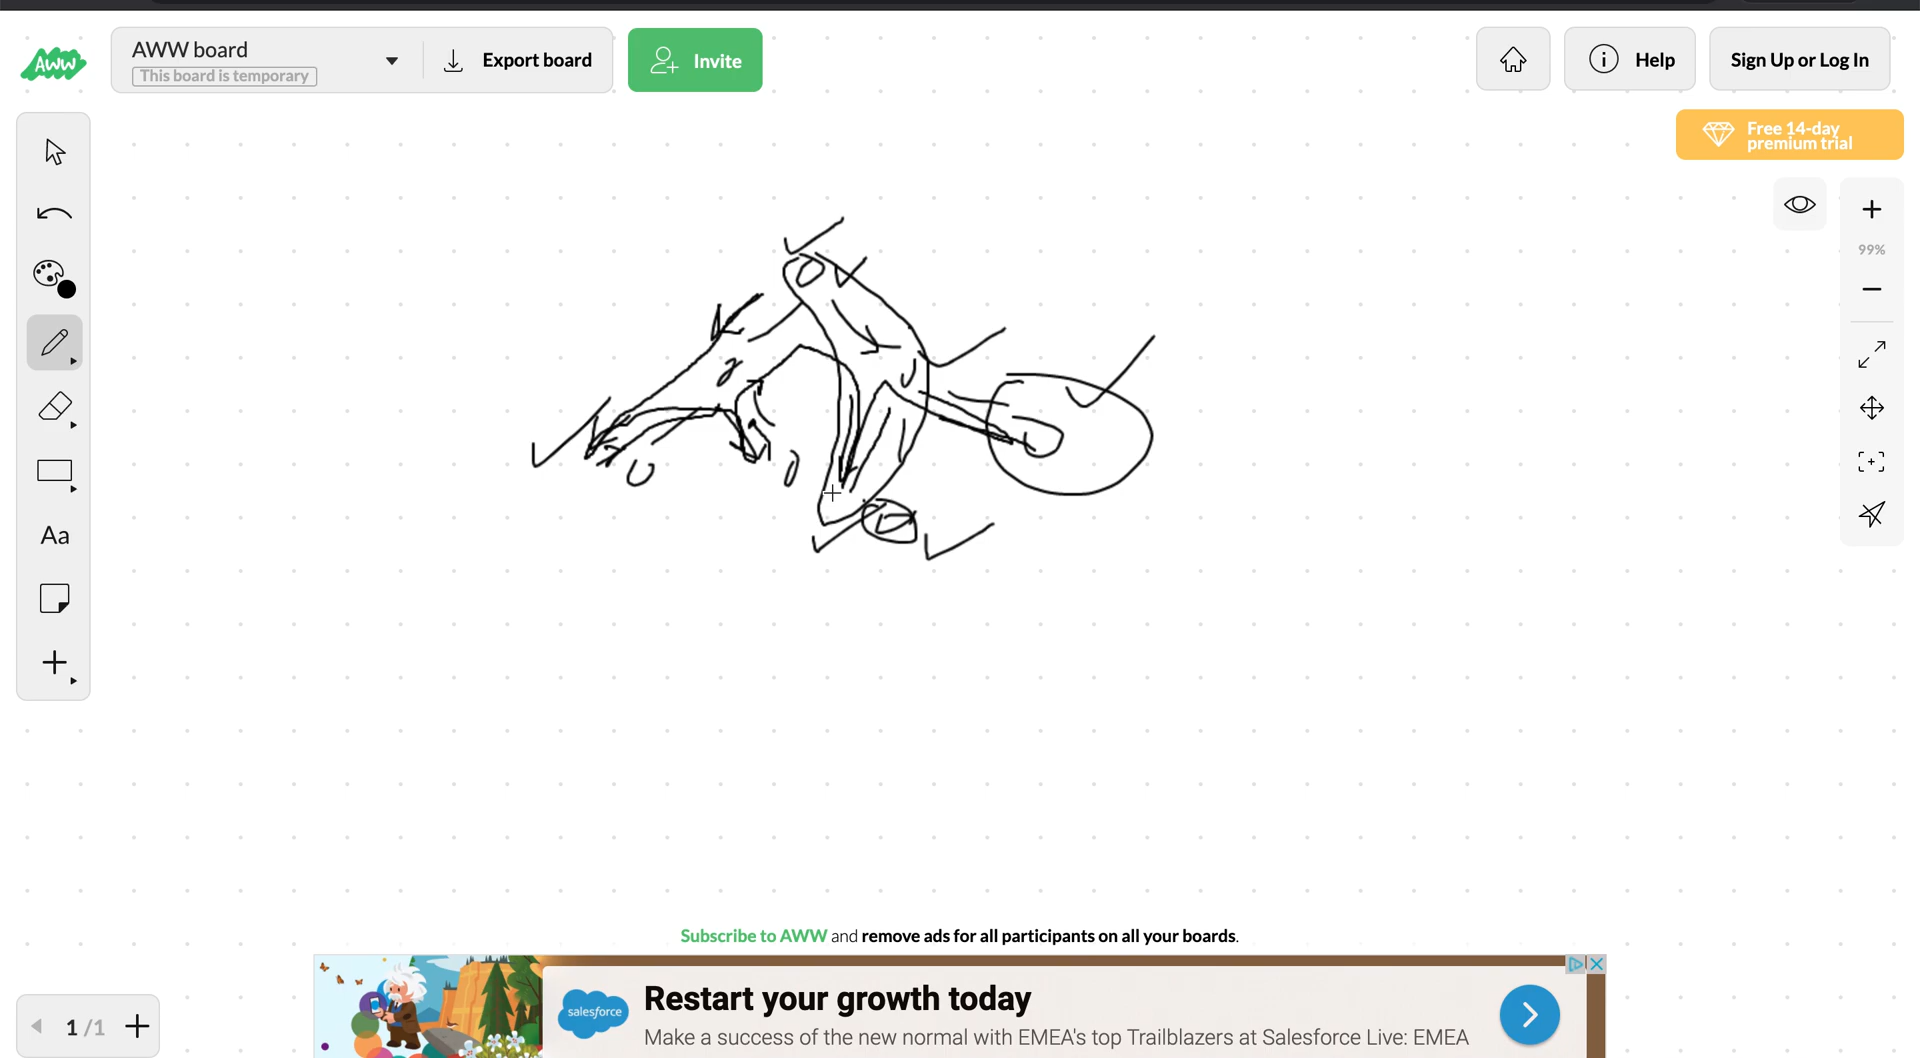 AWW
AWW board
This board is temporary
Export board
Invite
Help
Sign Up or Log In
Free 14-day
premium trial
99%
Aa
Subscribe to AWW and remove ads for all participants on all your boards.
salesforce
Restart your growth today
Make a success of the new normal with EMEA's top Trailblazers at Salesforce Live: EMEA
1/1